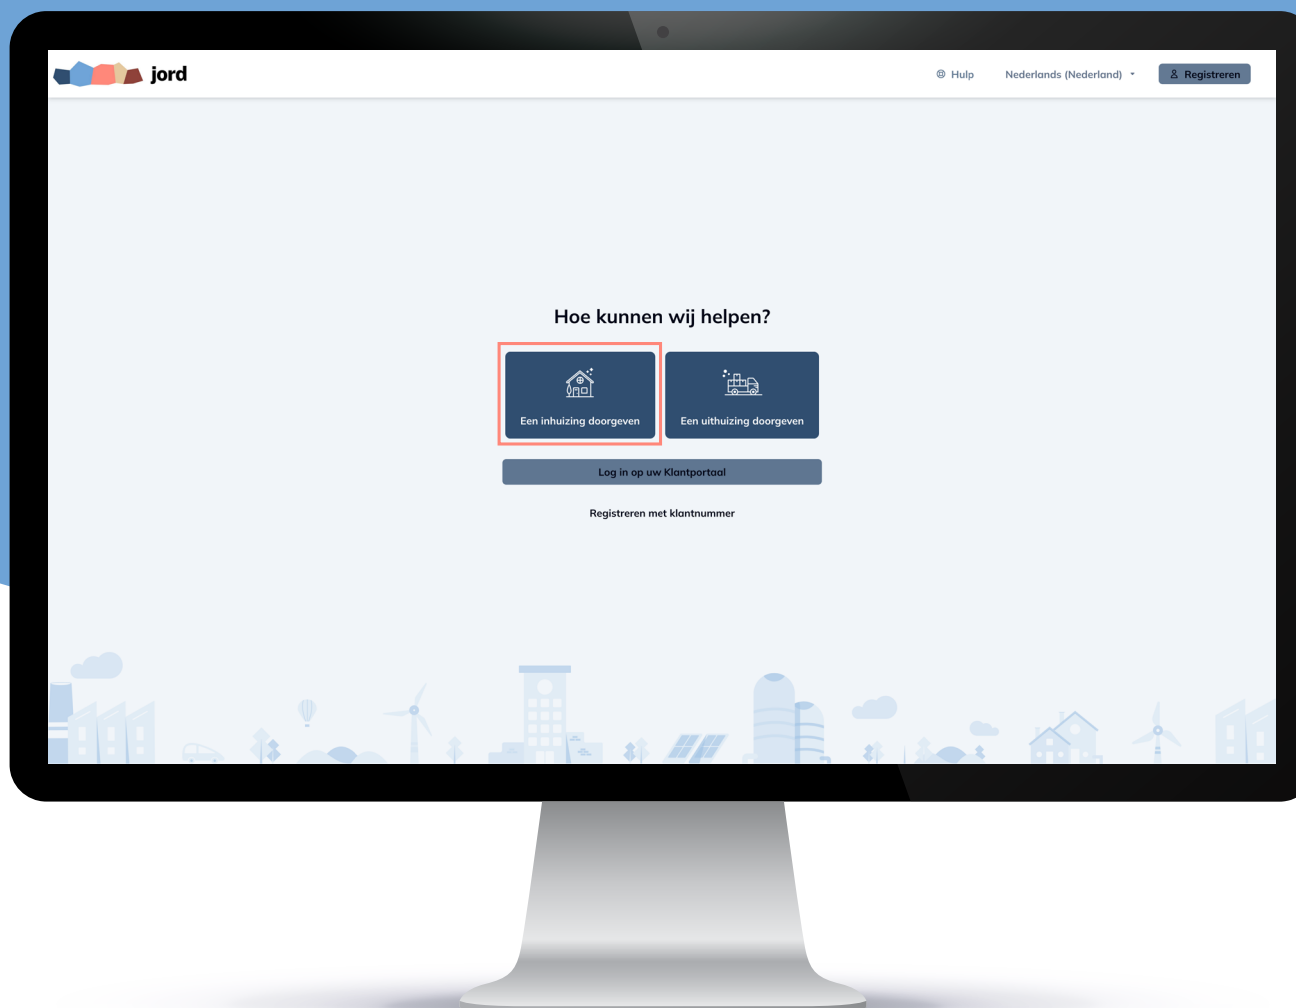 jord
Hulp
Nederlands (Nederland)
Registreren
Hoe kunnen wij helpen?
Een inhuizing doorgeven
Een uithuizing doorgeven
Log in op uw Klantportaal
Registreren met klantnummer